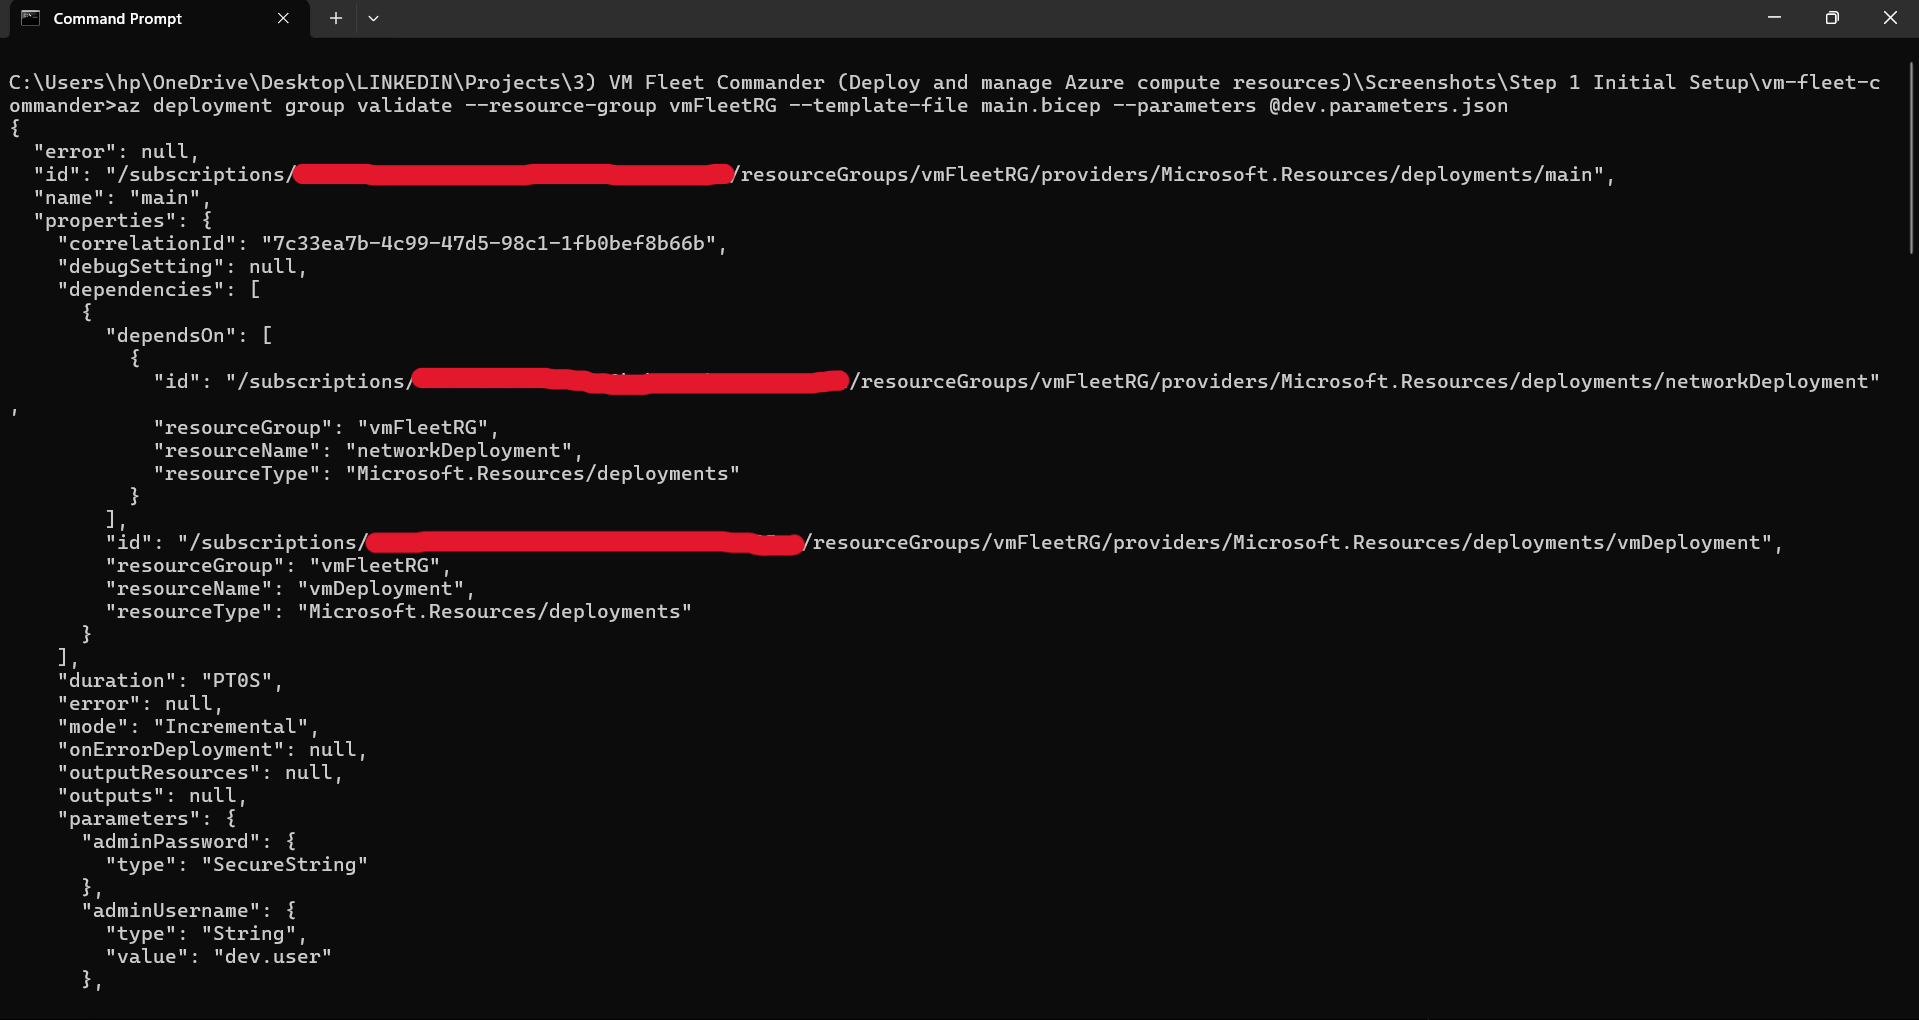 Command Prompt
C:\Users\hp\OneDrive\Desktop\LINKEDIN\Projects\3) VM Fleet Commander (Deploy and manage Azure compute resources)\Screenshots\Step 1 Initial Setup\vm-fleet-c
ommander>az deployment group validate --resource-group vmFleetRG --template-file main.bicep --parameters @dev.parameters.json
{
  "error": null,
  "id": "/subscriptions/ /resourceGroups/vmFleetRG/providers/Microsoft.Resources/deployments/main",
  "name": "main",
  "properties": {
    "correlationId": "7c33ea7b-4c99-47d5-98c1-1fb0bef8b66b",
    "debugSetting": null,
    "dependencies": [
      {
        "dependsOn": [
          {
            "id": "/subscriptions/ /resourceGroups/vmFleetRG/providers/Microsoft.Resources/deployments/networkDeployment"
,
            "resourceGroup": "vmFleetRG",
            "resourceName": "networkDeployment",
            "resourceType": "Microsoft.Resources/deployments"
          }
        ],
        "id": "/subscriptions/ /resourceGroups/vmFleetRG/providers/Microsoft.Resources/deployments/vmDeployment",
        "resourceGroup": "vmFleetRG",
        "resourceName": "vmDeployment",
        "resourceType": "Microsoft.Resources/deployments"
      }
    ],
    "duration": "PT0S",
    "error": null,
    "mode": "Incremental",
    "onErrorDeployment": null,
    "outputResources": null,
    "outputs": null,
    "parameters": {
      "adminPassword": {
        "type": "SecureString"
      },
      "adminUsername": {
        "type": "String",
        "value": "dev.user"
      },